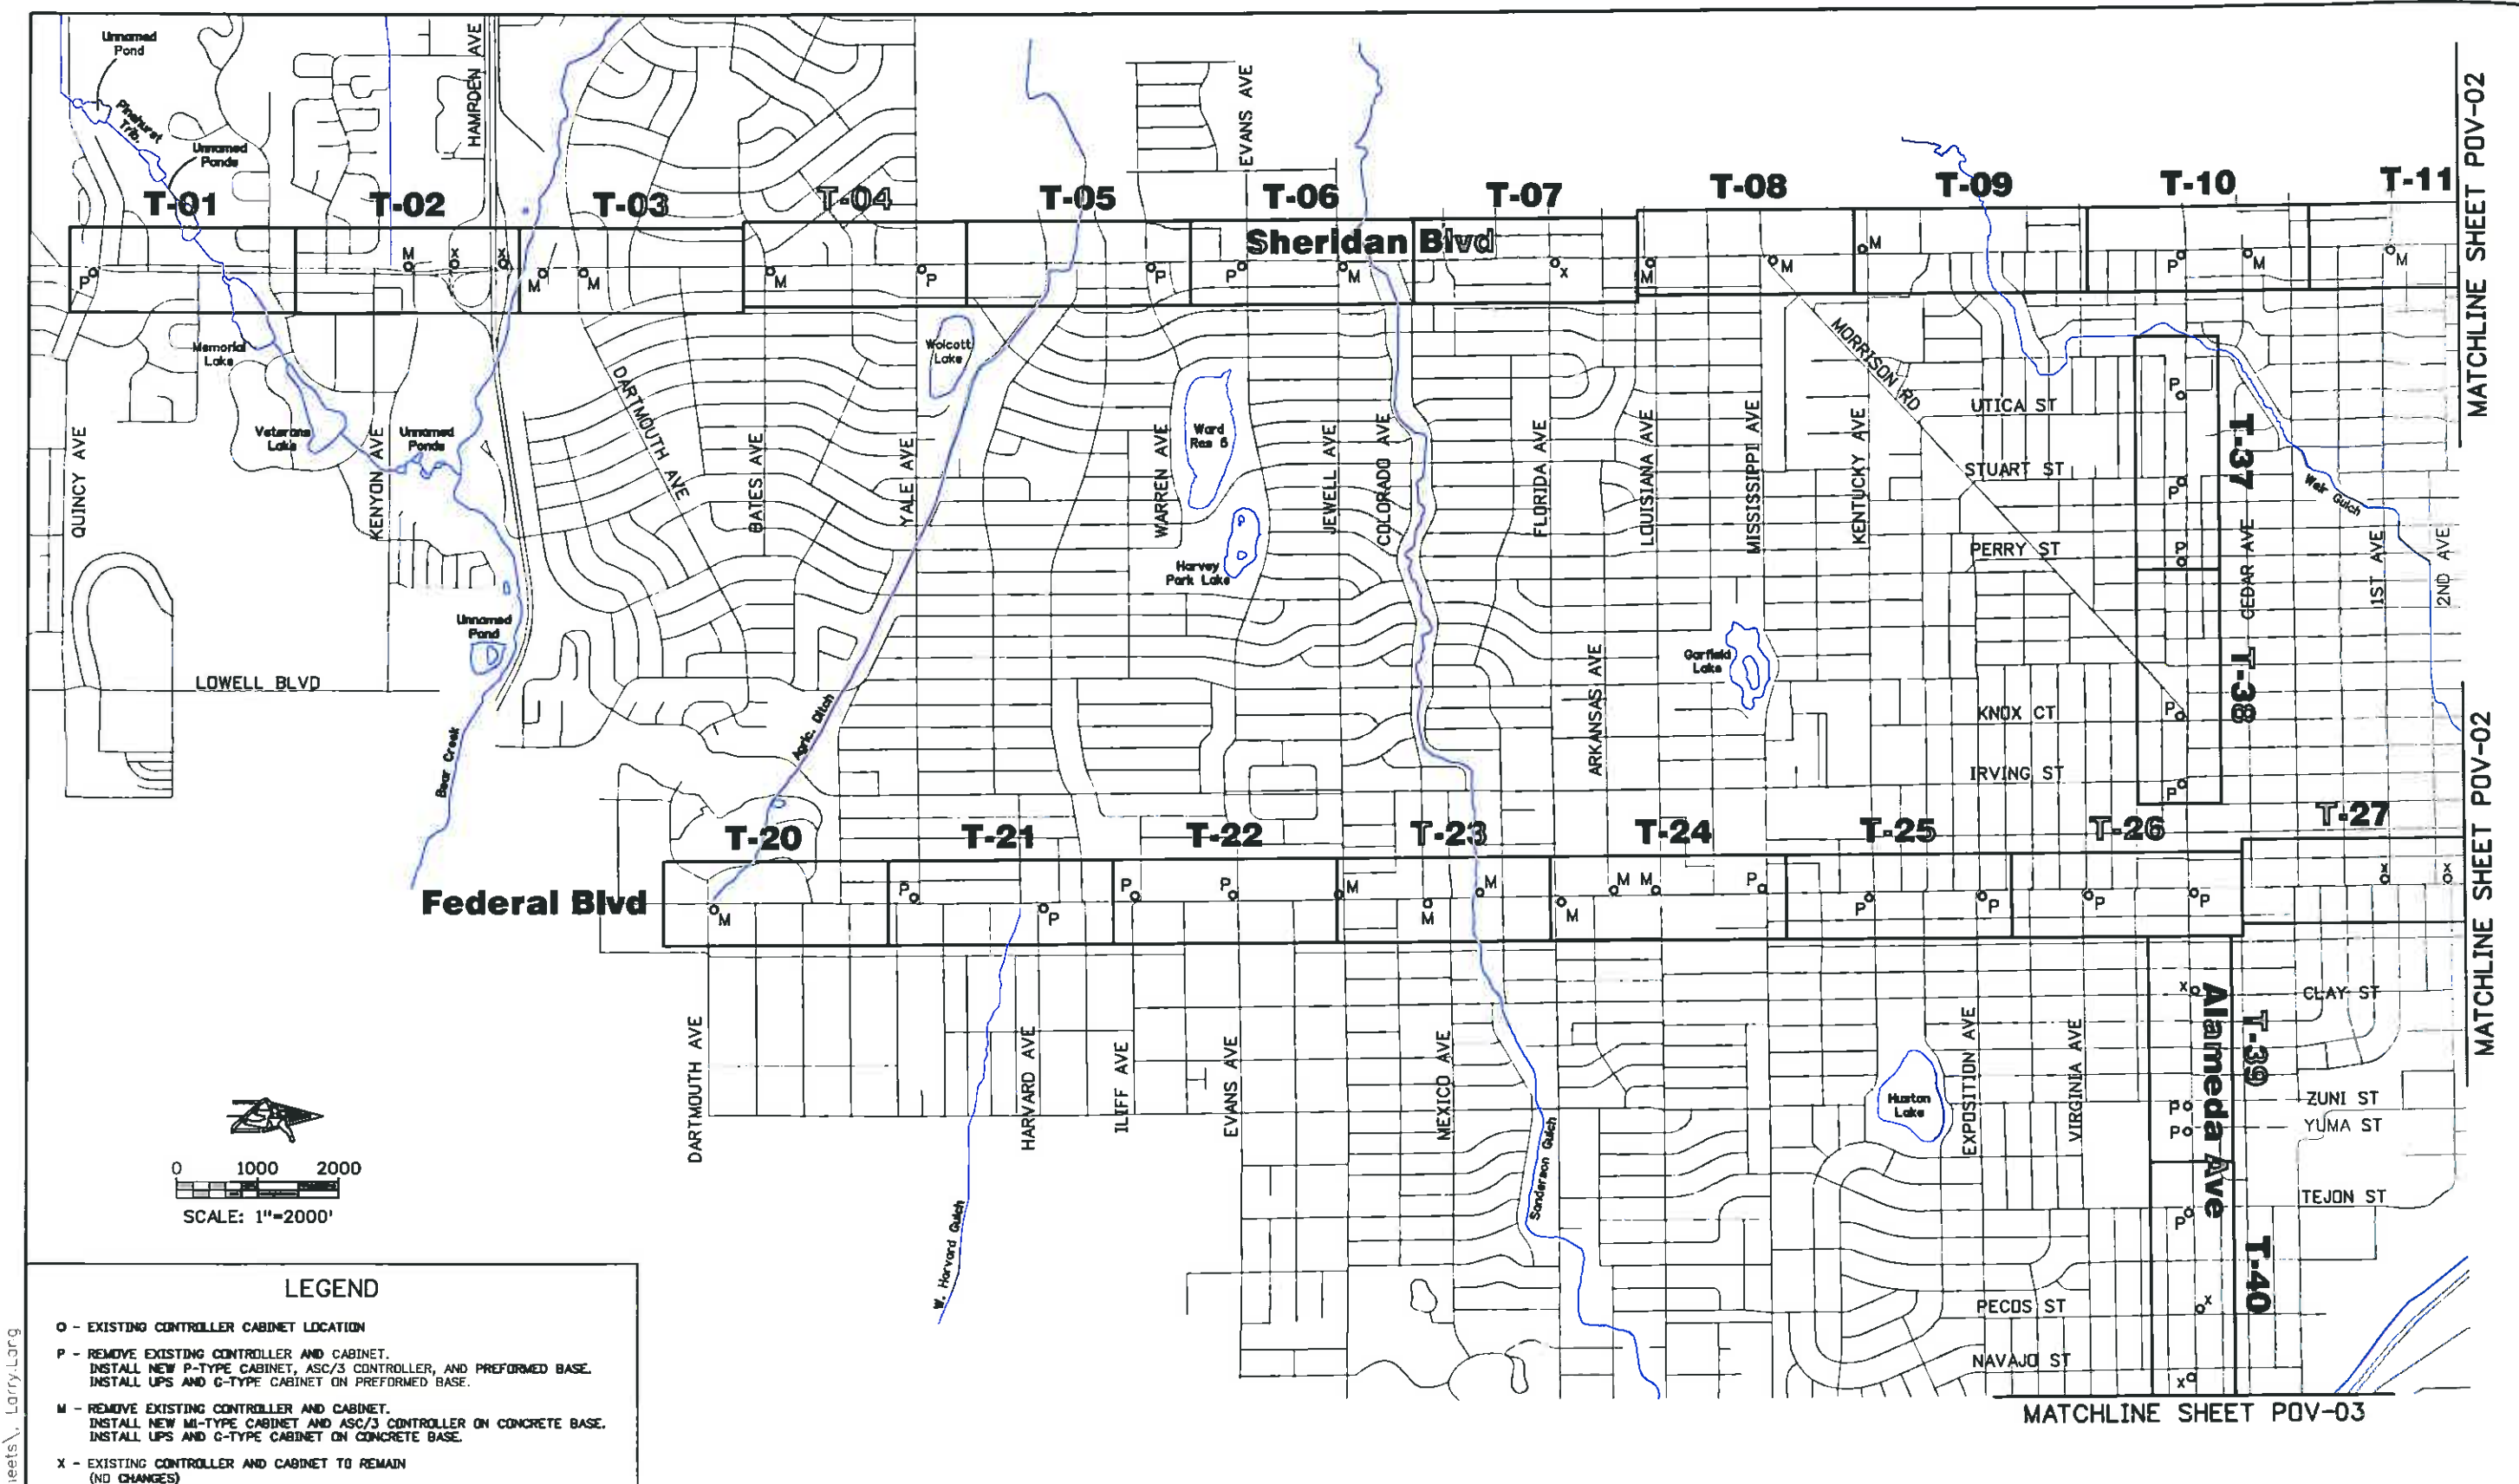 Unnamed
Pond
Pinehurst
Trib.
Unnamed
Ponds
HAMPDEN AVE
EVANS AVE
MATCHLINE SHEET POV-02
T-01
T-02
T-03
T-04
T-05
T-06
T-07
T-08
T-09
T-10
T-11
Sheridan Blvd
P
M
X
X
M
M
M
P
P
P
M
X
M
M
M
P
M
M
Memorial
Lake
Wolcott
Lake
MORRISON RD
DARTMOUTH AVE
Veterans
Lake
Unnamed
Ponds
Ward
Res 6
QUINCY AVE
KENYON AVE
BATES AVE
YALE AVE
WARREN AVE
JEWELL AVE
COLORADO AVE
FLORIDA AVE
LOUISIANA AVE
MISSISSIPPI AVE
KENTUCKY AVE
UTICA ST
STUART ST
PERRY ST
P
P
P
T-37
Weir Gulch
CEDAR AVE
1ST AVE
2ND AVE
Harvey
Park Lake
Unnamed
Pond
LOWELL BLVD
Garfield
Lake
ARKANSAS AVE
KNOX CT
IRVING ST
P
P
T-38
Bear Creek
Agric. Ditch
MATCHLINE SHEET POV-02
T-20
T-21
T-22
T-23
T-24
T-25
T-26
T-27
Federal Blvd
M
P
P
P
P
M
M
M
M
M
M
P
P
P
P
P
X
X
DARTMOUTH AVE
HARVARD AVE
ILIFF AVE
EVANS AVE
MEXICO AVE
EXPOSITION AVE
VIRGINIA AVE
Huston
Lake
Sanderson Gulch
W. Harvard Gulch
X
Alameda Ave
T-39
CLAY ST
P
P
ZUNI ST
YUMA ST
TEJON ST
P
T-40
X
PECOS ST
NAVAJO ST
X
MATCHLINE SHEET POV-03
0 1000 2000
SCALE: 1"=2000'
LEGEND
O - EXISTING CONTROLLER CABINET LOCATION
P - REMOVE EXISTING CONTROLLER AND CABINET.
INSTALL NEW P-TYPE CABINET, ASC/3 CONTROLLER, AND PREFORMED BASE.
INSTALL UPS AND G-TYPE CABINET ON PREFORMED BASE.
M - REMOVE EXISTING CONTROLLER AND CABINET.
INSTALL NEW M1-TYPE CABINET AND ASC/3 CONTROLLER ON CONCRETE BASE.
INSTALL UPS AND G-TYPE CABINET ON CONCRETE BASE.
X - EXISTING CONTROLLER AND CABINET TO REMAIN
(NO CHANGES)
eets\, Larry.Lang